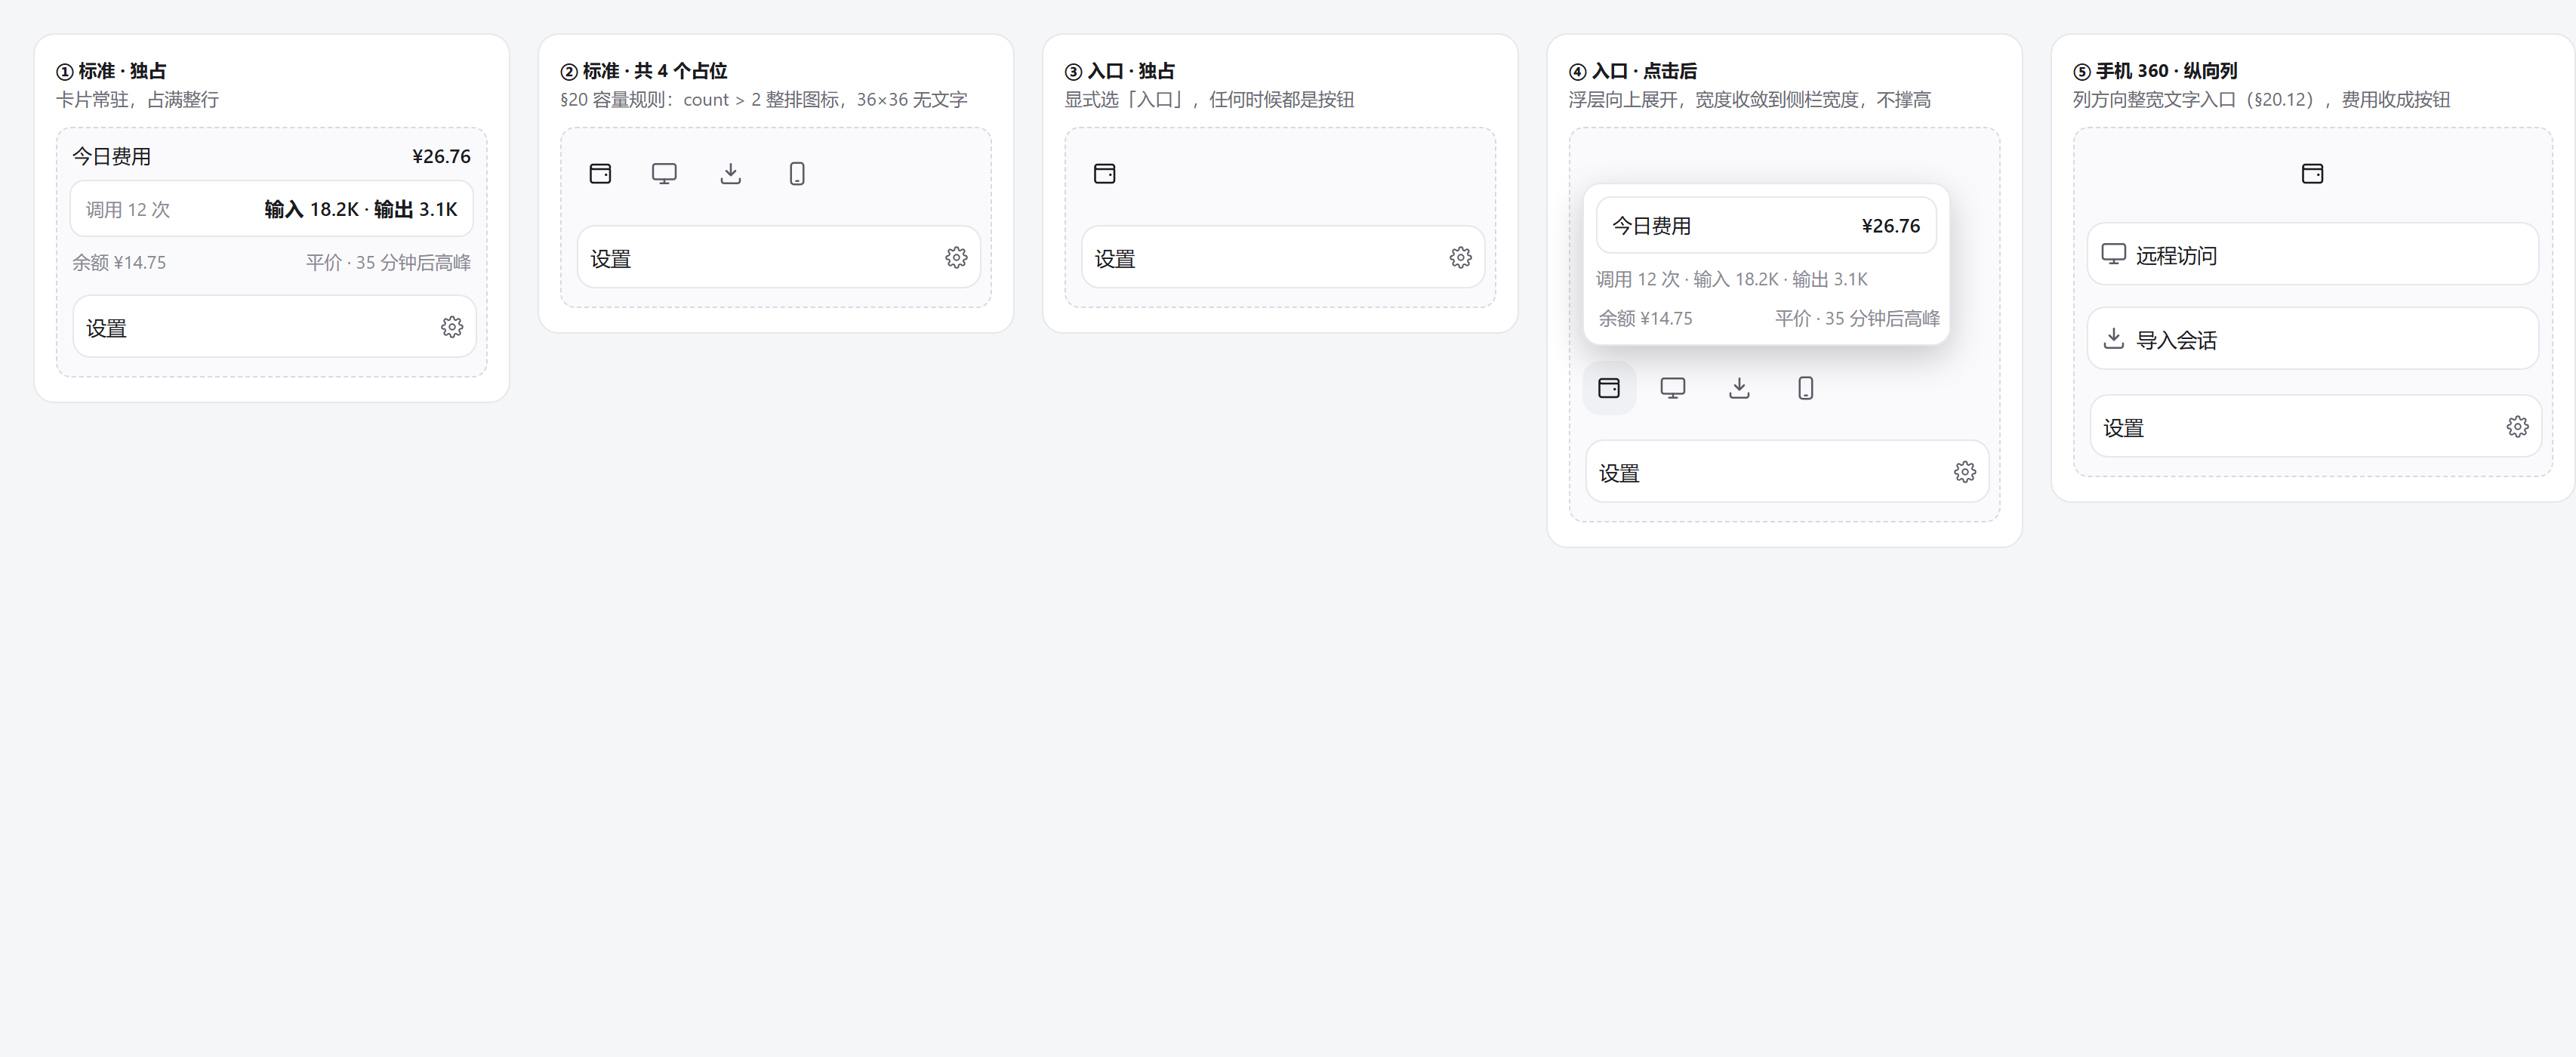 ① 标准 · 独占
卡片常驻，占满整行
今日费用 ¥26.76
调用 12 次 输入 18.2K · 输出 3.1K
余额 ¥14.75 平价 · 35 分钟后高峰
设置
② 标准 · 共 4 个占位
§20 容量规则：count > 2 整排图标，36×36 无文字
设置
③ 入口 · 独占
显式选「入口」，任何时候都是按钮
设置
④ 入口 · 点击后
浮层向上展开，宽度收敛到侧栏宽度，不撑高
今日费用 ¥26.76
调用 12 次 · 输入 18.2K · 输出 3.1K
余额 ¥14.75 平价 · 35 分钟后高峰
设置
⑤ 手机 360 · 纵向列
列方向整宽文字入口（§20.12），费用收成按钮
远程访问
导入会话
设置